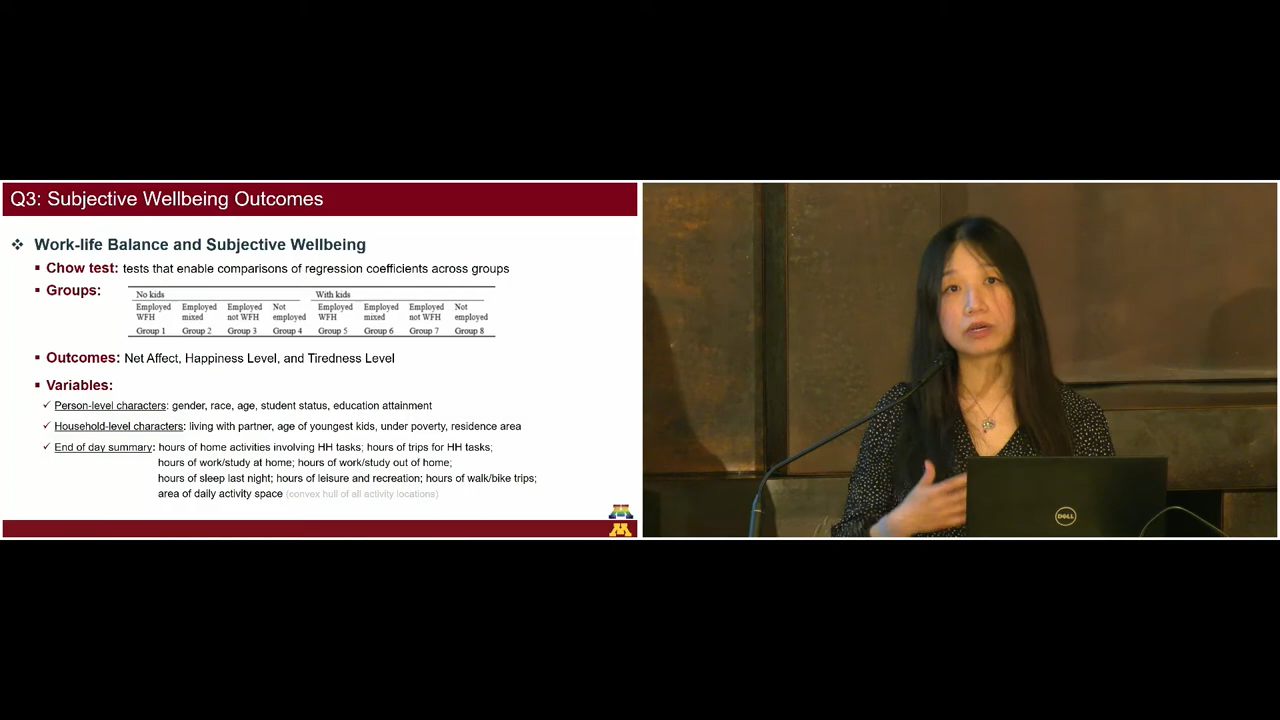 Q3: Subjective Wellbeing Outcomes
❖ Work-life Balance and Subjective Wellbeing
▪ Chow test: tests that enable comparisons of regression coefficients across groups
▪ Groups:
No kids With kids
Employed WFH Employed mixed Employed not WFH Not employed Employed WFH Employed mixed Employed not WFH Not employed
Group 1 Group 2 Group 3 Group 4 Group 5 Group 6 Group 7 Group 8
▪ Outcomes: Net Affect, Happiness Level, and Tiredness Level
▪ Variables:
✓ Person-level characters: gender, race, age, student status, education attainment
✓ Household-level characters: living with partner, age of youngest kids, under poverty, residence area
✓ End of day summary: hours of home activities involving HH tasks; hours of trips for HH tasks;
hours of work/study at home; hours of work/study out of home;
hours of sleep last night; hours of leisure and recreation; hours of walk/bike trips;
area of daily activity space (convex hull of all activity locations)
M
DELL